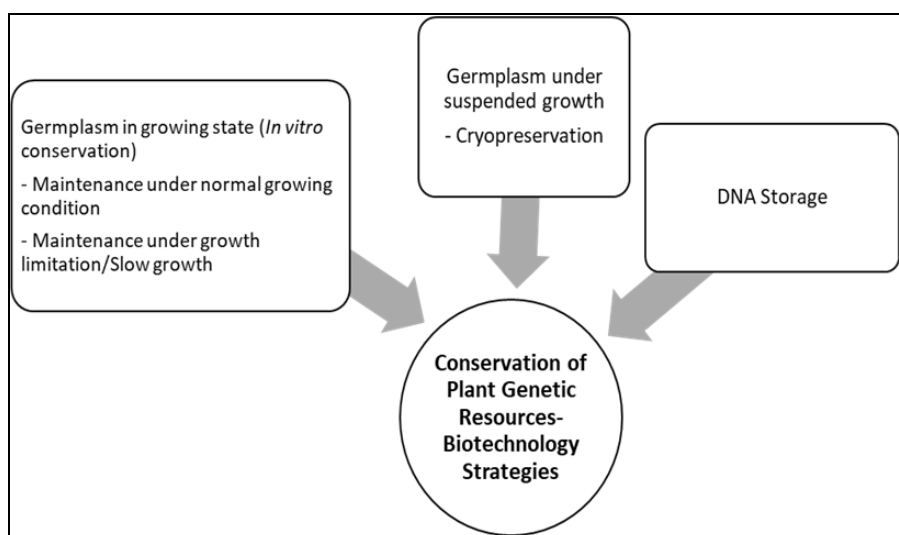 Germplasm in growing state (In vitro
conservation)
- Maintenance under normal growing
condition
- Maintenance under growth
limitation/Slow growth
Germplasm under
suspended growth
- Cryopreservation
DNA Storage
Conservation of
Plant Genetic
Resources-
Biotechnology
Strategies